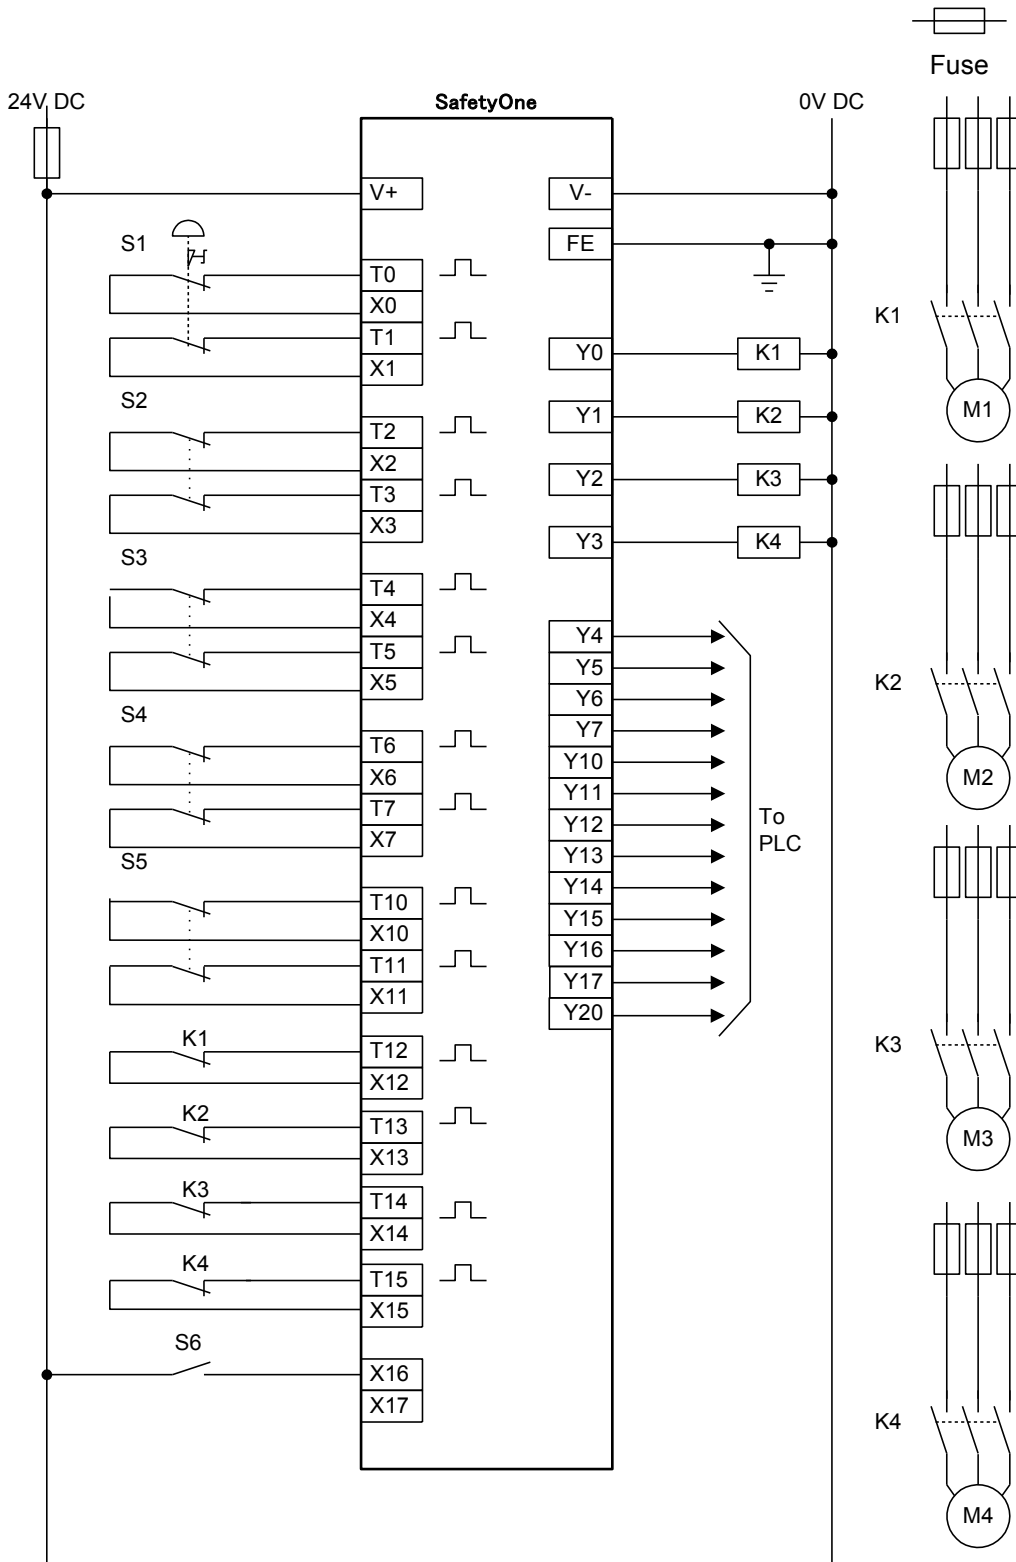 Fuse
24V DC
SafetyOne
0V DC
V+
V-
S1
FE
T0
X0
K1
T1
Y0
K1
X1
S2
M1
Y1
K2
T2
X2
Y2
K3
T3
X3
Y3
K4
S3
T4
X4
Y4
T5
Y5
X5
K2
Y6
S4
Y7
T6
Y10
X6
M2
Y11
T7
To
Y12
X7
PLC
Y13
S5
Y14
T10
Y15
X10
Y16
T11
Y17
X11
Y20
K1
K3
T12
X12
K2
T13
M3
X13
K3
T14
X14
K4
T15
X15
S6
X16
X17
K4
M4